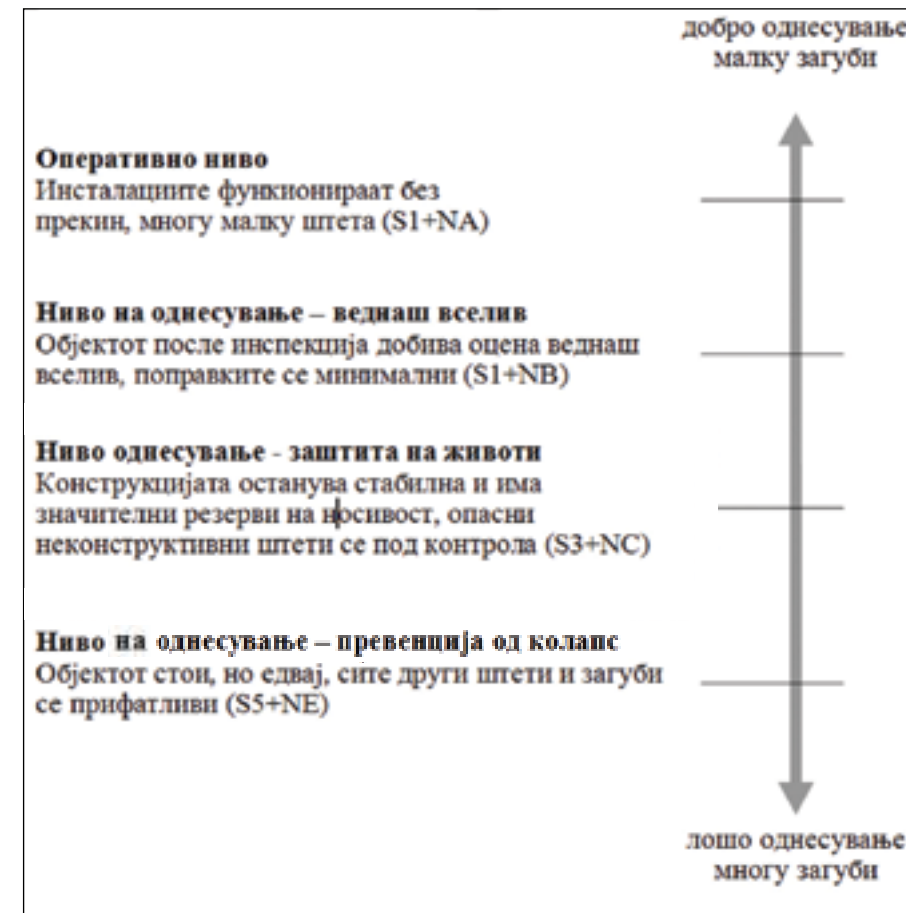 добро однесување
малку загуби
Оперативно ниво
Инсталациите функционираат без
прекин, многу малку штета (S1+NA)
Ниво на однесување – веднаш вселив
Објектот после инспекција добива оцена веднаш
вселив, поправките се минимални (S1+NB)
Ниво однесување - заштита на животи
Конструкцијата останува стабилна и има
значителни резерви на носивост, опасни
неконструктивни штети се под контрола (S3+NC)
Ниво на однесување – превенција од колапс
Објектот стои, но едвај, сите други штети и загуби
се прифатливи (S5+NE)
лошо однесување
многу загуби